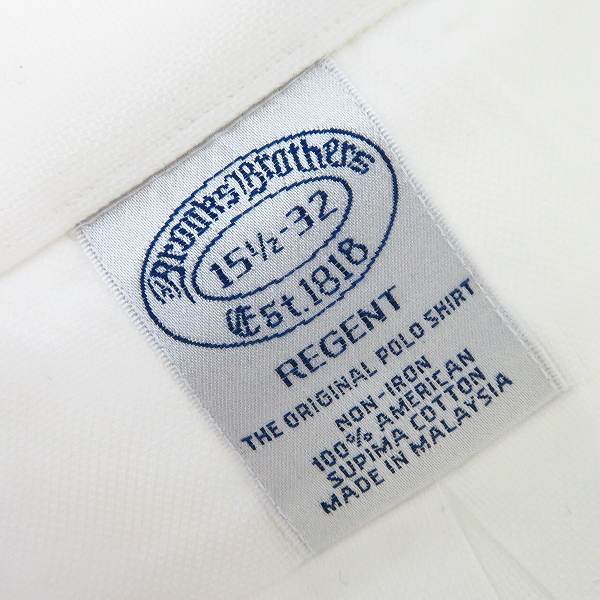 Brooks Brothers
15½-32
Est. 1818
REGENT
THE ORIGINAL POLO SHIRT
NON-IRON
100% AMERICAN
SUPIMA COTTON
MADE IN MALAYSIA